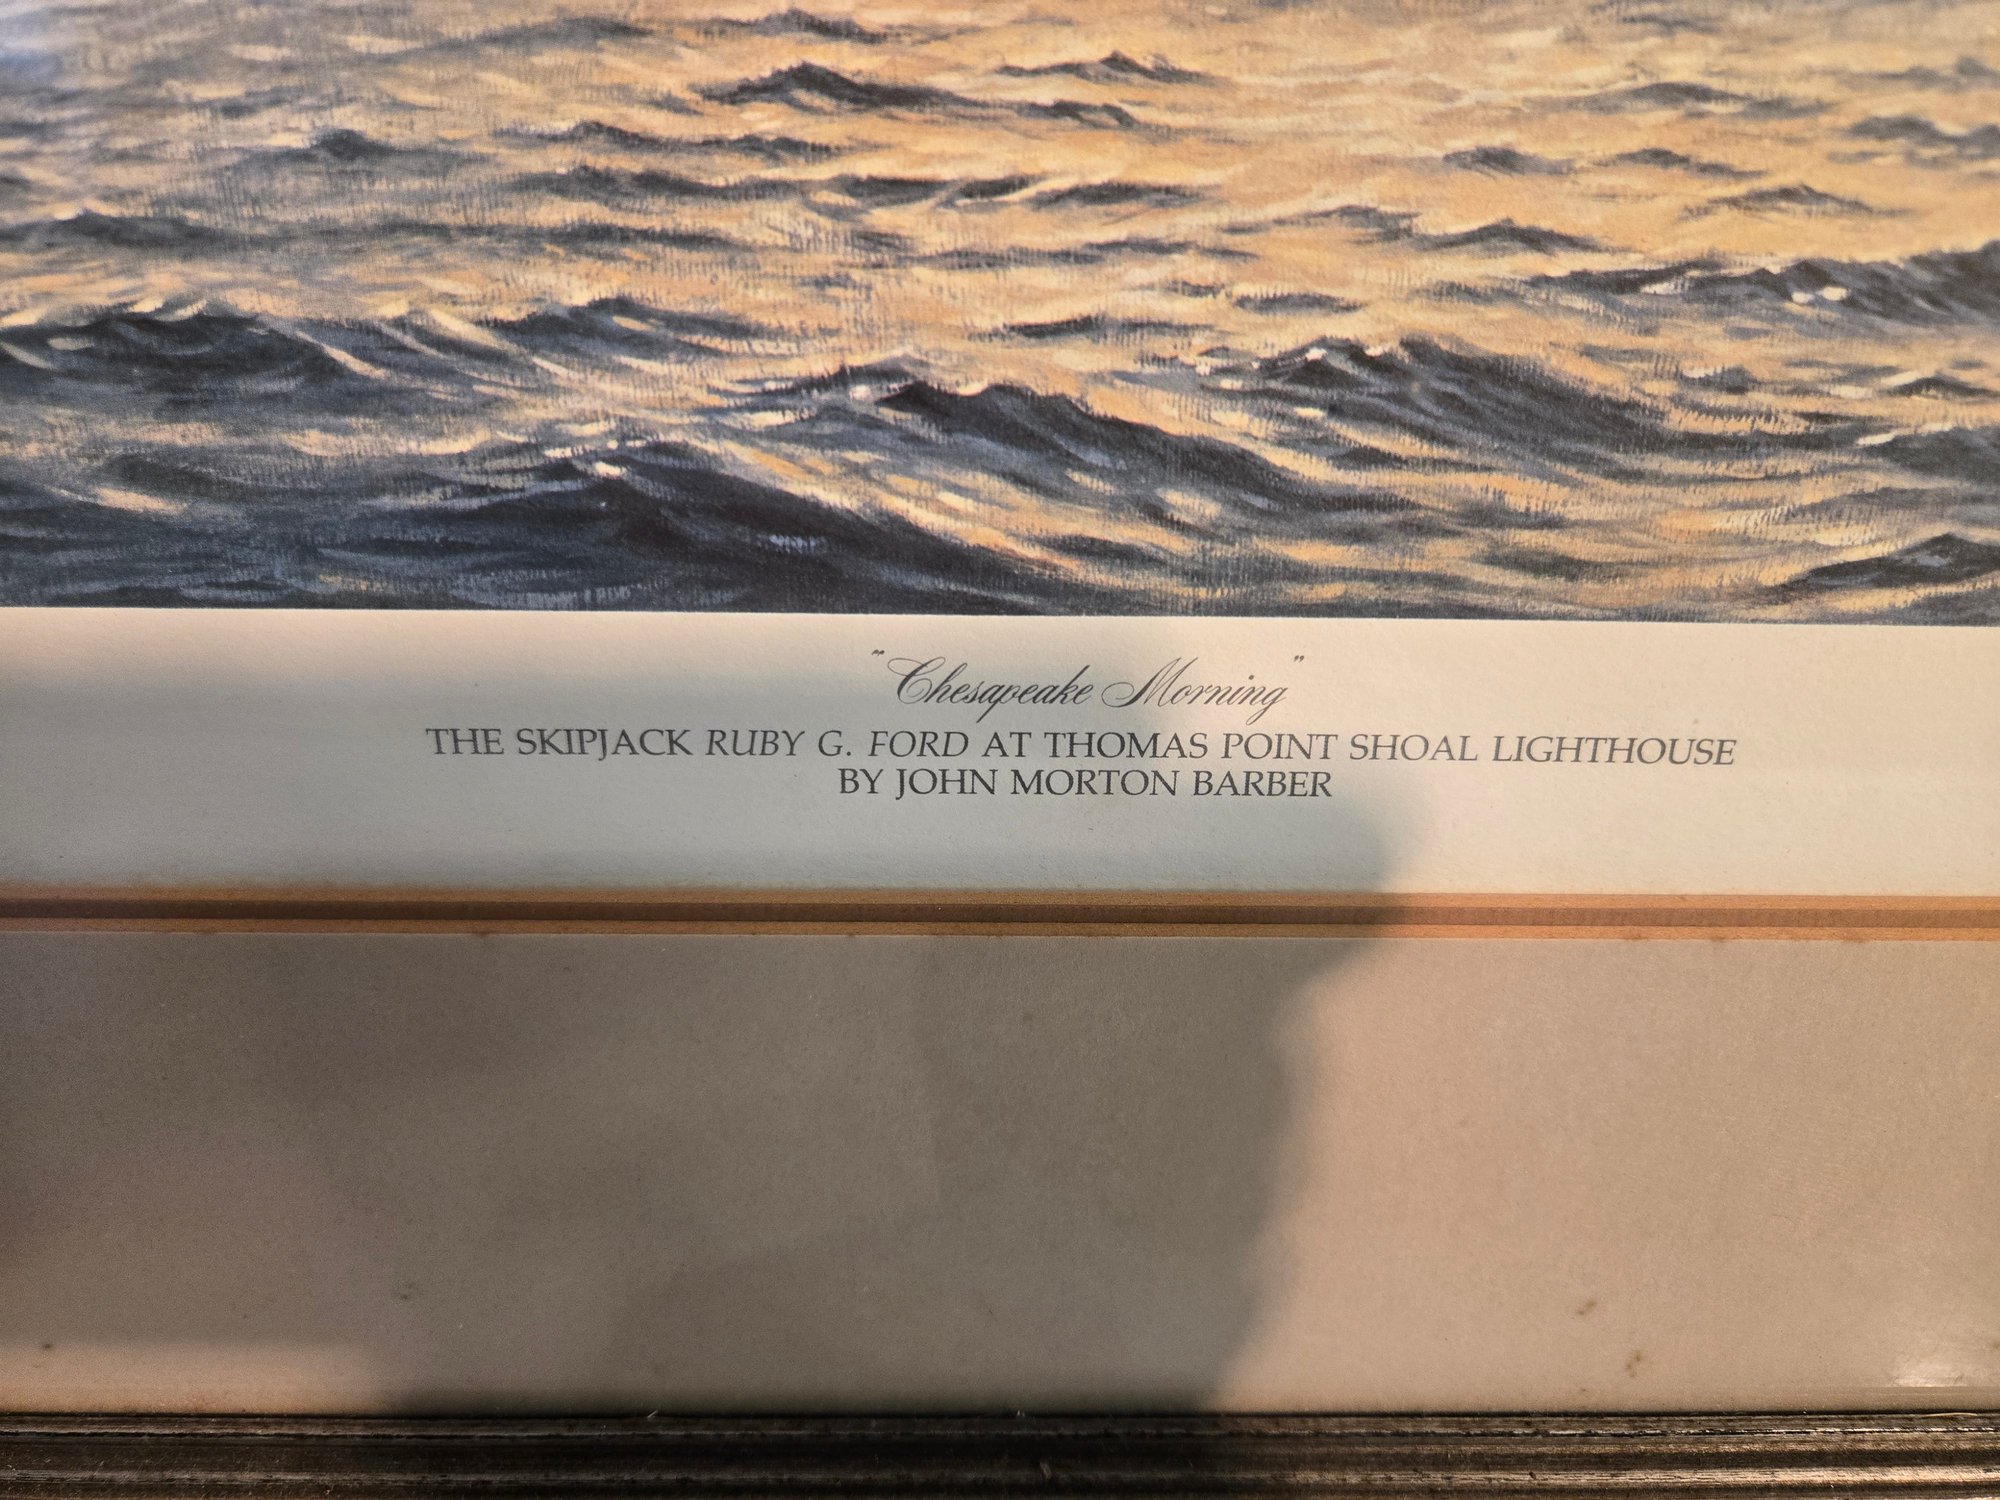 "Chesapeake Morning"
THE SKIPJACK RUBY G. FORD AT THOMAS POINT SHOAL LIGHTHOUSE
BY JOHN MORTON BARBER